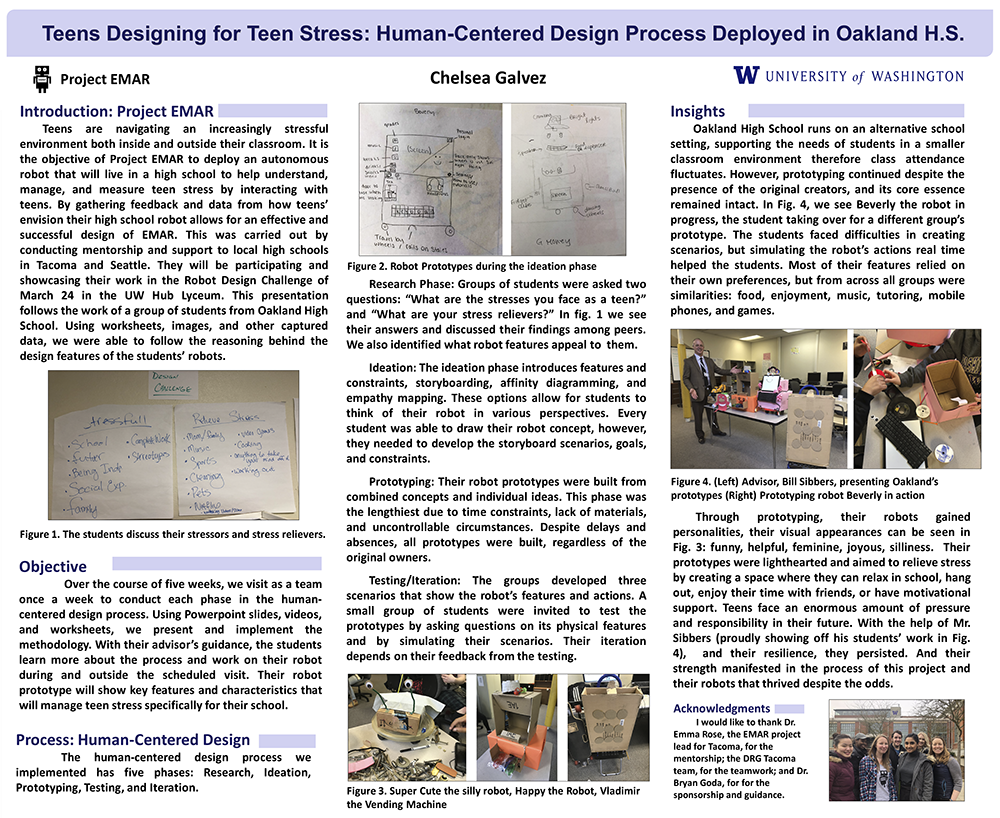 Teens Designing for Teen Stress: Human-Centered Design Process Deployed in Oakland H.S.
Project EMAR
Chelsea Galvez
W UNIVERSITY of WASHINGTON
Introduction: Project EMAR
Teens are navigating an increasingly stressful
environment both inside and outside their classroom. It is
the objective of Project EMAR to deploy an autonomous
robot that will live in a high school to help understand,
manage, and measure teen stress by interacting with
teens. By gathering feedback and data from how teens’
envision their high school robot allows for an effective and
successful design of EMAR. This was carried out by
conducting mentorship and support to local high schools
in Tacoma and Seattle. They will be participating and
showcasing their work in the Robot Design Challenge of
March 24 in the UW Hub Lyceum. This presentation
follows the work of a group of students from Oakland High
School. Using worksheets, images, and other captured
data, we were able to follow the reasoning behind the
design features of the students’ robots.
DESIGN
CHALLENGE
Stressfull
• School
• Future
• Being Inde
• Social Exp
• Family
• Complete Work
• Stereotypes
Relieve Stress
• Music
• Sports
• Cleaning
• Pets
• video games
• Cooking
• working out
Figure 1. The students discuss their stressors and stress relievers.
Objective
Over the course of five weeks, we visit as a team
once a week to conduct each phase in the human-
centered design process. Using Powerpoint slides, videos,
and worksheets, we present and implement the
methodology. With their advisor’s guidance, the students
learn more about the process and work on their robot
during and outside the scheduled visit. Their robot
prototype will show key features and characteristics that
will manage teen stress specifically for their school.
Process: Human-Centered Design
The human-centered design process we
implemented has five phases: Research, Ideation,
Prototyping, Testing, and Iteration.
Beverly
Travels by
wheels / rolls on stairs
G Money
Figure 2. Robot Prototypes during the ideation phase
Research Phase: Groups of students were asked two
questions: “What are the stresses you face as a teen?”
and “What are your stress relievers?” In fig. 1 we see
their answers and discussed their findings among peers.
We also identified what robot features appeal to them.
Ideation: The ideation phase introduces features and
constraints, storyboarding, affinity diagramming, and
empathy mapping. These options allow for students to
think of their robot in various perspectives. Every
student was able to draw their robot concept, however,
they needed to develop the storyboard scenarios, goals,
and constraints.
Prototyping: Their robot prototypes were built from
combined concepts and individual ideas. This phase was
the lengthiest due to time constraints, lack of materials,
and uncontrollable circumstances. Despite delays and
absences, all prototypes were built, regardless of the
original owners.
Testing/Iteration: The groups developed three
scenarios that show the robot’s features and actions. A
small group of students were invited to test the
prototypes by asking questions on its physical features
and by simulating their scenarios. Their iteration
depends on their feedback from the testing.
Figure 3. Super Cute the silly robot, Happy the Robot, Vladimir
the Vending Machine
Insights
Oakland High School runs on an alternative school
setting, supporting the needs of students in a smaller
classroom environment therefore class attendance
fluctuates. However, prototyping continued despite the
presence of the original creators, and its core essence
remained intact. In Fig. 4, we see Beverly the robot in
progress, the student taking over for a different group’s
prototype. The students faced difficulties in creating
scenarios, but simulating the robot’s actions real time
helped the students. Most of their features relied on
their own preferences, but from across all groups were
similarities: food, enjoyment, music, tutoring, mobile
phones, and games.
Figure 4. (Left) Advisor, Bill Sibbers, presenting Oakland’s
prototypes (Right) Prototyping robot Beverly in action
Through prototyping, their robots gained
personalities, their visual appearances can be seen in
Fig. 3: funny, helpful, feminine, joyous, silliness. Their
prototypes were lighthearted and aimed to relieve stress
by creating a space where they can relax in school, hang
out, enjoy their time with friends, or have motivational
support. Teens face an enormous amount of pressure
and responsibility in their future. With the help of Mr.
Sibbers (proudly showing off his students’ work in Fig.
4), and their resilience, they persisted. And their
strength manifested in the process of this project and
their robots that thrived despite the odds.
Acknowledgments
I would like to thank Dr.
Emma Rose, the EMAR project
lead for Tacoma, for the
mentorship; the DRG Tacoma
team, for the teamwork; and Dr.
Bryan Goda, for for the
sponsorship and guidance.